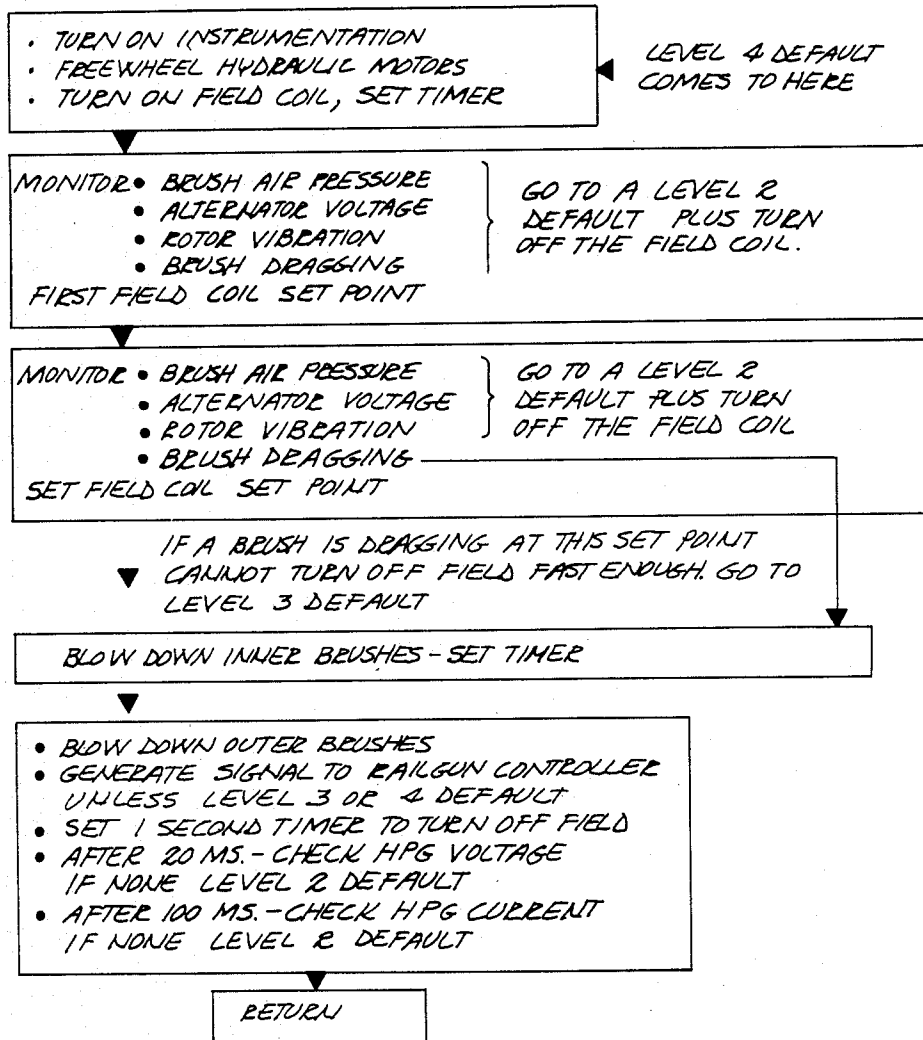 • TURN ON INSTRUMENTATION
• FREEWHEEL HYDRAULIC MOTORS
• TURN ON FIELD COIL, SET TIMER
LEVEL 4 DEFAULT
COMES TO HERE
MONITOR • BRUSH AIR PRESSURE
• ALTERNATOR VOLTAGE
• ROTOR VIBRATION
• BRUSH DRAGGING
FIRST FIELD COIL SET POINT
GO TO A LEVEL 2
DEFAULT PLUS TURN
OFF THE FIELD COIL.
MONITOR • BRUSH AIR PRESSURE
• ALTERNATOR VOLTAGE
• ROTOR VIBRATION
• BRUSH DRAGGING
SET FIELD COIL SET POINT
GO TO A LEVEL 2
DEFAULT PLUS TURN
OFF THE FIELD COIL
IF A BRUSH IS DRAGGING AT THIS SET POINT
CANNOT TURN OFF FIELD FAST ENOUGH. GO TO
LEVEL 3 DEFAULT
BLOW DOWN INNER BRUSHES - SET TIMER
• BLOW DOWN OUTER BRUSHES
• GENERATE SIGNAL TO RAILGUN CONTROLLER
UNLESS LEVEL 3 OR 4 DEFAULT
• SET 1 SECOND TIMER TO TURN OFF FIELD
• AFTER 20 MS. - CHECK HPG VOLTAGE
IF NONE LEVEL 2 DEFAULT
• AFTER 100 MS. - CHECK HPG CURRENT
IF NONE LEVEL 2 DEFAULT
RETURN